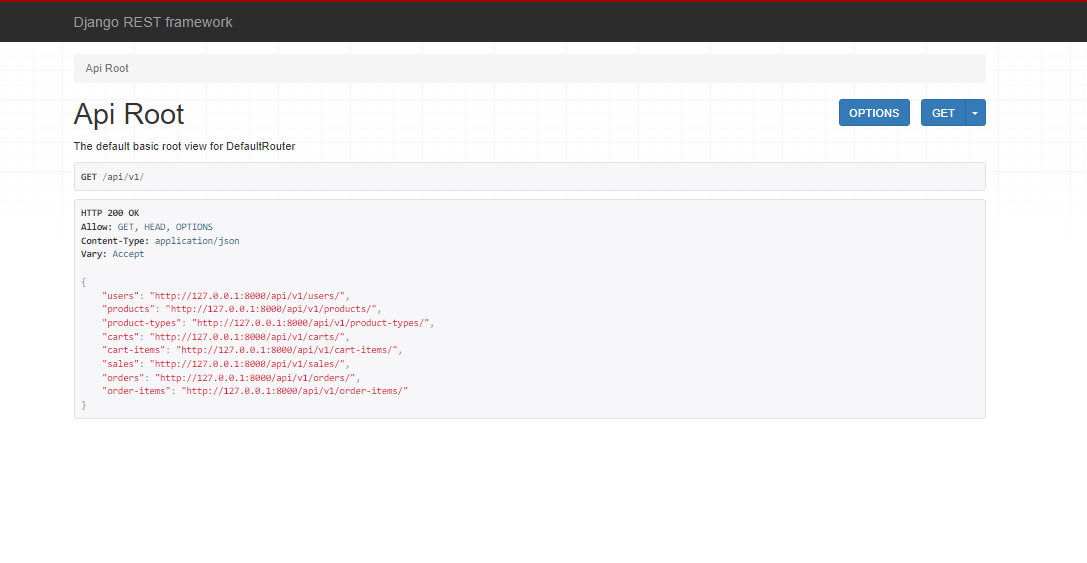 Django REST framework
Api Root
Api Root
OPTIONS
GET
The default basic root view for DefaultRouter
GET /api/v1/
HTTP 200 OK
Allow: GET, HEAD, OPTIONS
Content-Type: application/json
Vary: Accept
{
    "users": "http://127.0.0.1:8000/api/v1/users/",
    "products": "http://127.0.0.1:8000/api/v1/products/",
    "product-types": "http://127.0.0.1:8000/api/v1/product-types/",
    "carts": "http://127.0.0.1:8000/api/v1/carts/",
    "cart-items": "http://127.0.0.1:8000/api/v1/cart-items/",
    "sales": "http://127.0.0.1:8000/api/v1/sales/",
    "orders": "http://127.0.0.1:8000/api/v1/orders/",
    "order-items": "http://127.0.0.1:8000/api/v1/order-items/"
}